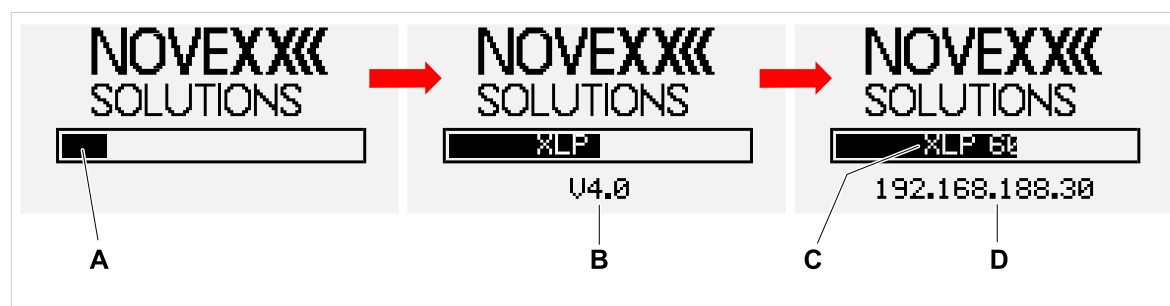 NOVEXX
SOLUTIONS
NOVEXX
SOLUTIONS
XLP
V4.0
NOVEXX
SOLUTIONS
XLP 60
192.168.188.30
A
B
C
D